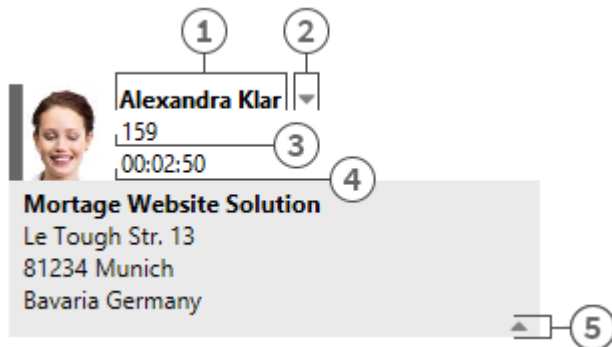 1
2
Alexandra Klar
159
3
00:02:50
4
Mortage Website Solution
Le Tough Str. 13
81234 Munich
Bavaria Germany
5